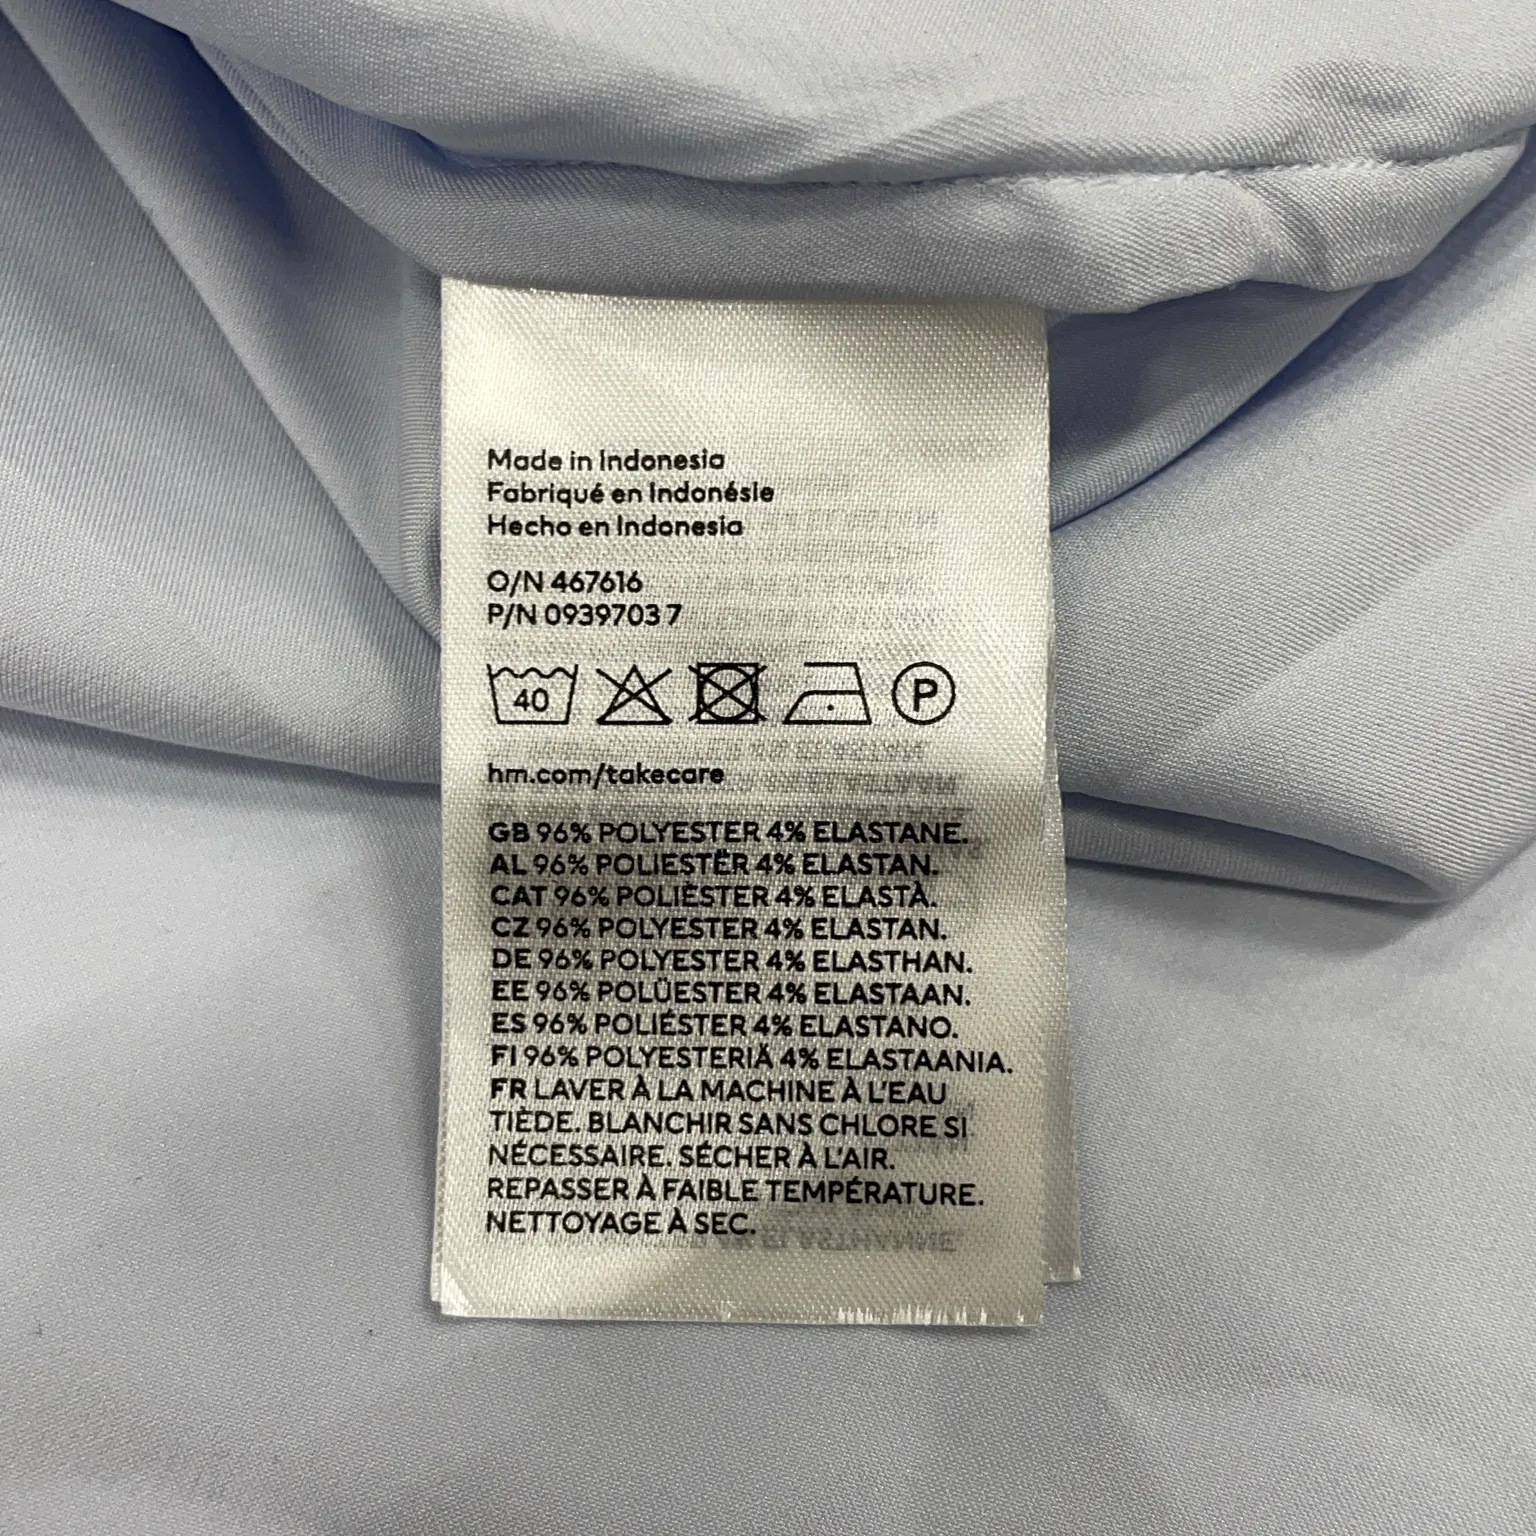 Made in Indonesia
Fabriqué en Indonésie
Hecho en Indonesia
O/N 467616
P/N 0939703 7
40 P
hm.com/takecare
GB 96% POLYESTER 4% ELASTANE.
AL 96% POLIESTËR 4% ELASTAN.
CAT 96% POLIÈSTER 4% ELASTÀ.
CZ 96% POLYESTER 4% ELASTAN.
DE 96% POLYESTER 4% ELASTHAN.
EE 96% POLÜESTER 4% ELASTAAN.
ES 96% POLIÉSTER 4% ELASTANO.
FI 96% POLYESTERIÄ 4% ELASTAANIA.
FR LAVER À LA MACHINE À L'EAU
TIÈDE. BLANCHIR SANS CHLORE SI
NÉCESSAIRE. SÉCHER À L'AIR.
REPASSER À FAIBLE TEMPÉRATURE.
NETTOYAGE À SEC.